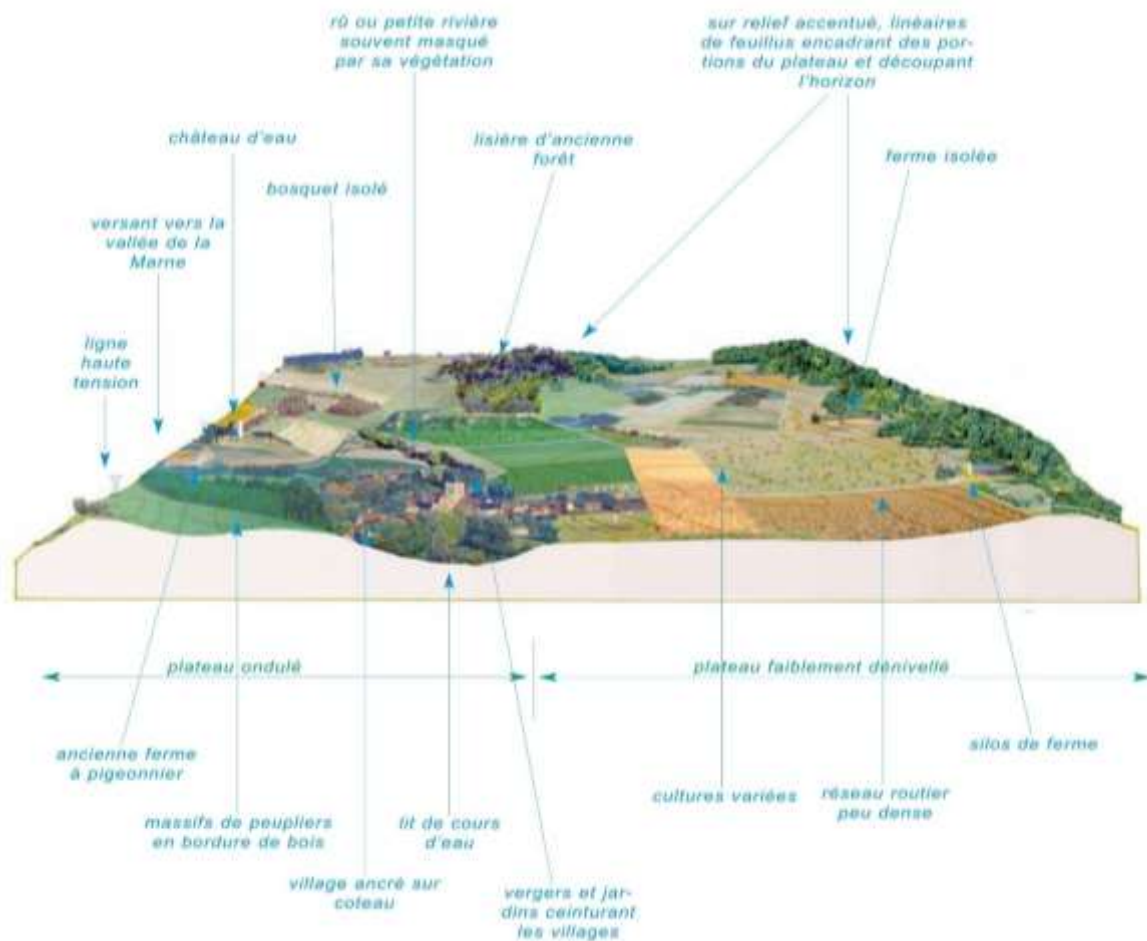 rû ou petite rivière
souvent masqué
par sa végétation
sur relief accentué, linéaires
de feuillus encadrant des por-
tions du plateau et découpant
l'horizon
château d'eau
lisière d'ancienne
forêt
ferme isolée
bosquet isolé
versant vers la
vallée de la
Marne
ligne
haute
tension
plateau ondulé
plateau faiblement dénivellé
ancienne ferme
à pigeonnier
silos de ferme
massifs de peupliers
en bordure de bois
lit de cours
d'eau
cultures variées
réseau routier
peu dense
village ancré sur
coteau
vergers et jar-
dins ceinturant
les villages